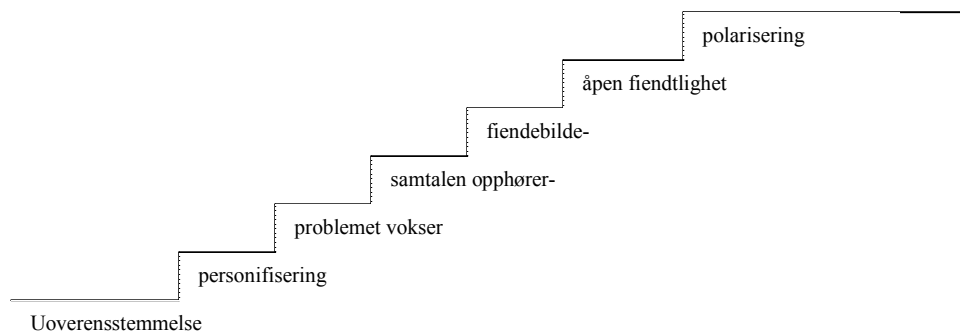 polarisering
åpen fiendtlighet
fiendebilde-
samtalen opphører-
problemet vokser
personifisering
Uoverensstemmelse